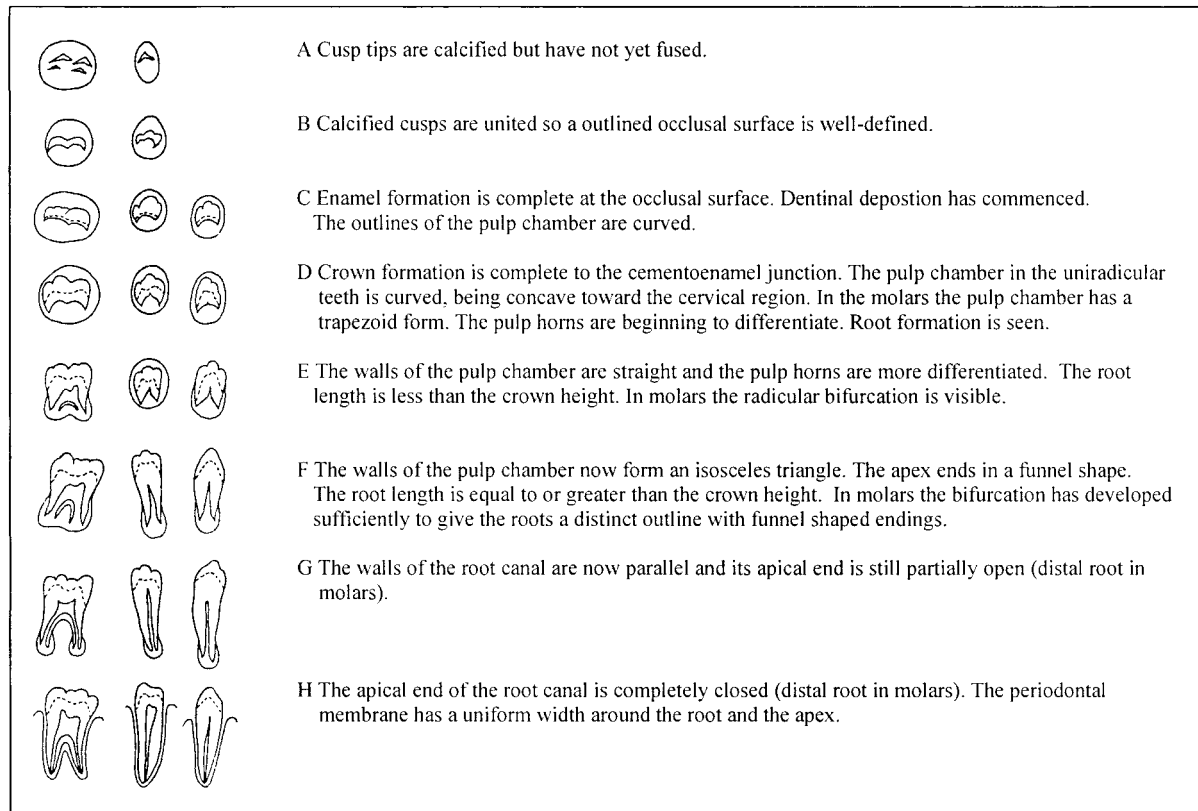 A Cusp tips are calcified but have not yet fused.
B Calcified cusps are united so a outlined occlusal surface is well-defined.
C Enamel formation is complete at the occlusal surface. Dentinal depostion has commenced.
The outlines of the pulp chamber are curved.
D Crown formation is complete to the cementoenamel junction. The pulp chamber in the uniradicular
teeth is curved, being concave toward the cervical region. In the molars the pulp chamber has a
trapezoid form. The pulp horns are beginning to differentiate. Root formation is seen.
E The walls of the pulp chamber are straight and the pulp horns are more differentiated. The root
length is less than the crown height. In molars the radicular bifurcation is visible.
F The walls of the pulp chamber now form an isosceles triangle. The apex ends in a funnel shape.
The root length is equal to or greater than the crown height. In molars the bifurcation has developed
sufficiently to give the roots a distinct outline with funnel shaped endings.
G The walls of the root canal are now parallel and its apical end is still partially open (distal root in
molars).
H The apical end of the root canal is completely closed (distal root in molars). The periodontal
membrane has a uniform width around the root and the apex.